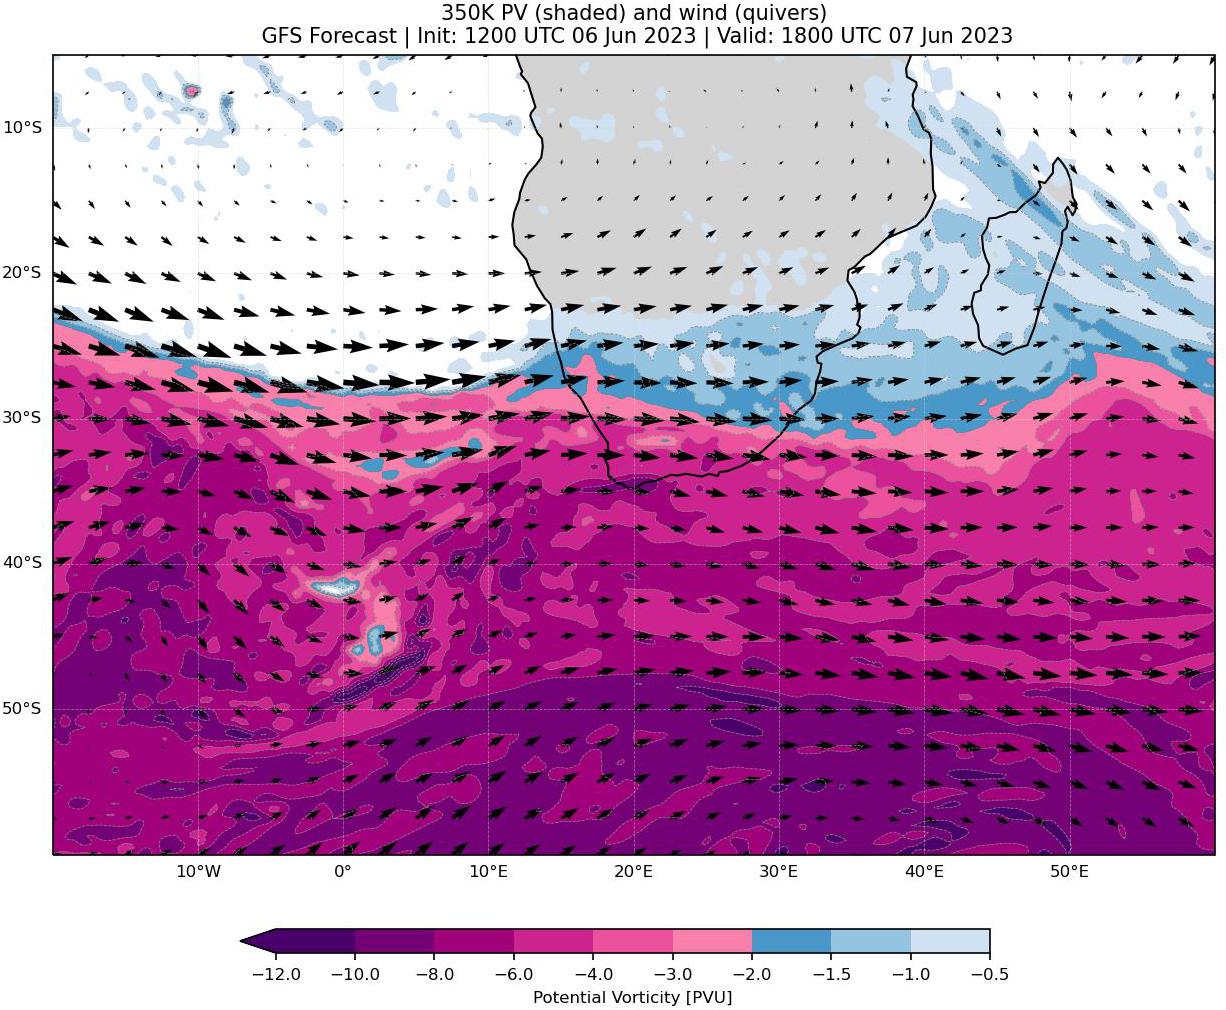 350K PV (shaded) and wind (quivers)
GFS Forecast | Init: 1200 UTC 06 Jun 2023 | Valid: 1800 UTC 07 Jun 2023
10°S
20°S
30°S
40°S
50°S
10°W 0° 10°E 20°E 30°E 40°E 50°E
−12.0 −10.0 −8.0 −6.0 −4.0 −3.0 −2.0 −1.5 −1.0 −0.5
Potential Vorticity [PVU]